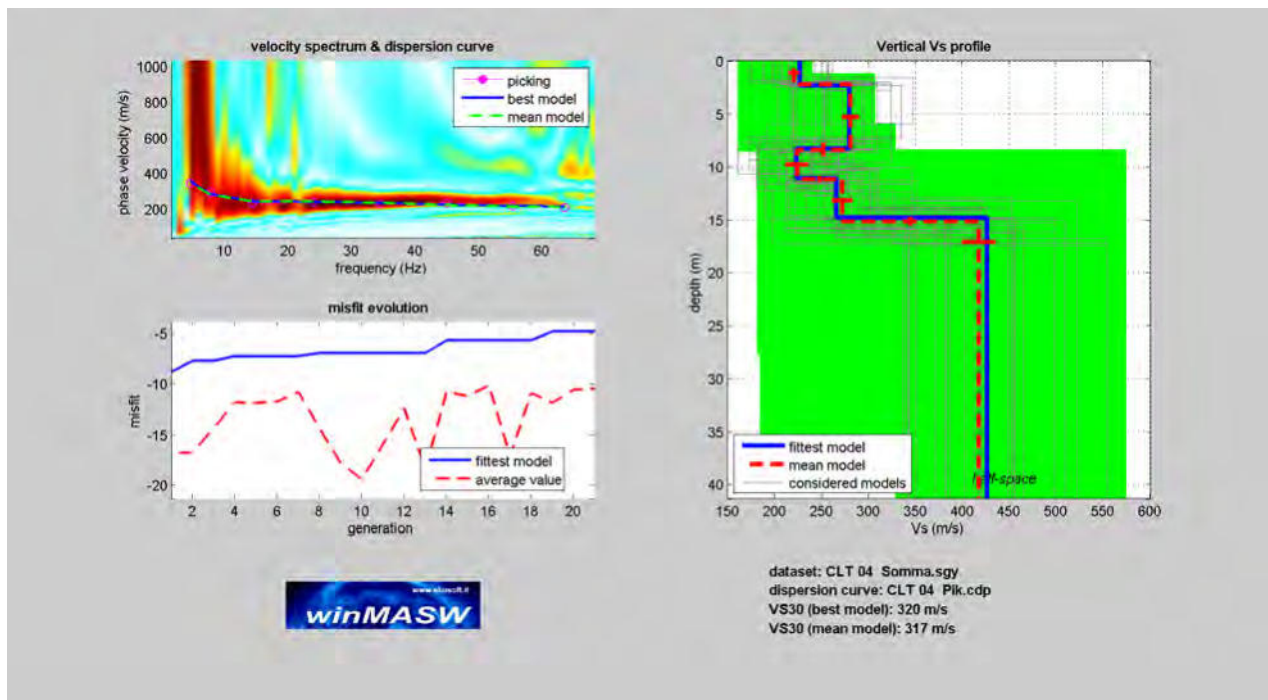 velocity spectrum & dispersion curve
1000
800
600
400
200
phase velocity (m/s)
picking
best model
mean model
10 20 30 40 50 60
frequency (Hz)
misfit evolution
-5
-10
-15
-20
misfit
fittest model
average value
2 4 6 8 10 12 14 16 18 20
generation
www.eliosoft.it
winMASW
Vertical Vs profile
0
5
10
15
20
25
30
35
40
depth (m)
fittest model
mean model
considered models
half-space
150 200 250 300 350 400 450 500 550 600
Vs (m/s)
dataset: CLT 04 Somma.sgy
dispersion curve: CLT 04 Pik.cdp
VS30 (best model): 320 m/s
VS30 (mean model): 317 m/s